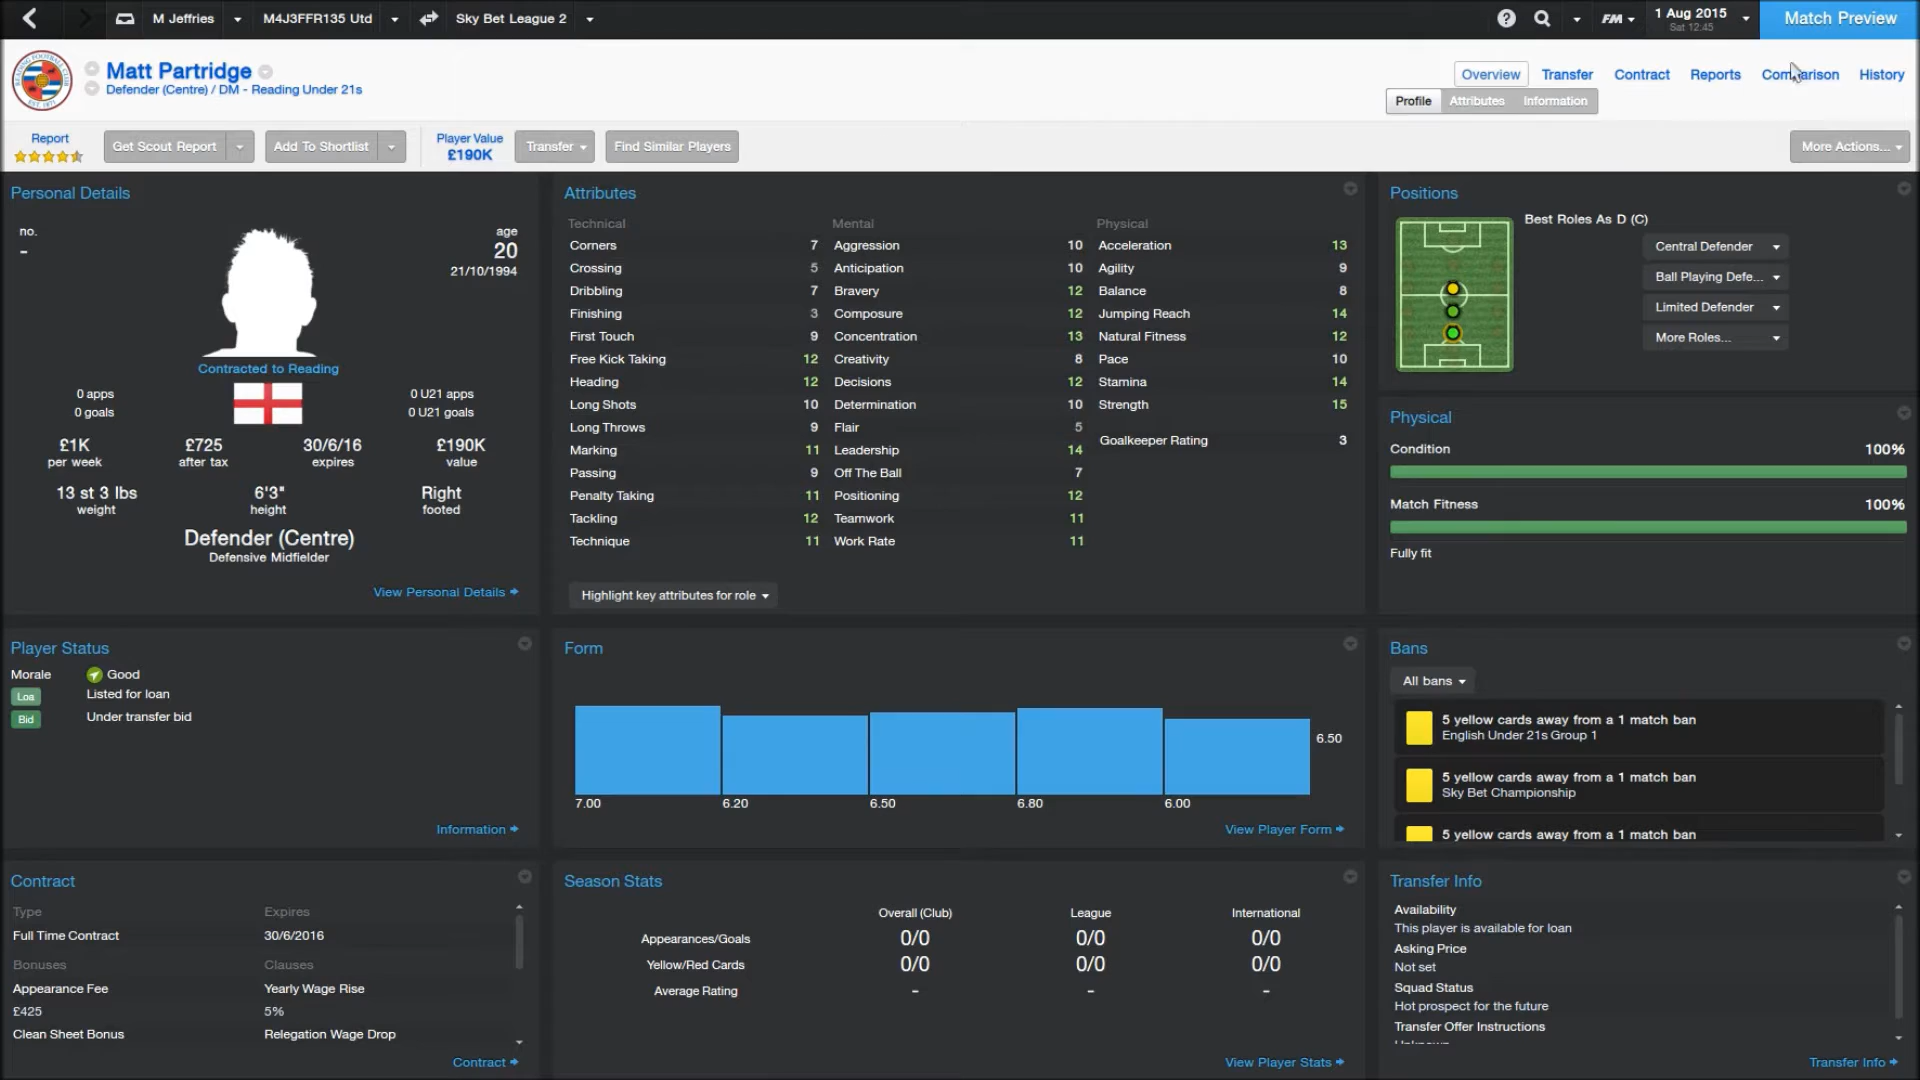 M Jeffries
M4J3FFR135 Utd
Sky Bet League 2
FM
1 Aug 2015
Sat 12:45
Match Preview
Matt Partridge
Defender (Centre) / DM - Reading Under 21s
Overview
Transfer
Contract
Reports
Comparison
History
Profile
Attributes
Information
Report
Get Scout Report
Add To Shortlist
Player Value
£190K
Transfer
Find Similar Players
More Actions...
Personal Details
no.
-
age
20
21/10/1994
Contracted to Reading
0 apps
0 goals
0 U21 apps
0 U21 goals
£1K
per week
£725
after tax
30/6/16
expires
£190K
value
13 st 3 lbs
weight
6'3"
height
Right
footed
Defender (Centre)
Defensive Midfielder
View Personal Details
Attributes
Technical
Corners 7
Crossing 5
Dribbling 7
Finishing 3
First Touch 9
Free Kick Taking 12
Heading 12
Long Shots 10
Long Throws 9
Marking 11
Passing 9
Penalty Taking 11
Tackling 12
Technique 11
Mental
Aggression 10
Anticipation 10
Bravery 12
Composure 12
Concentration 13
Creativity 8
Decisions 12
Determination 10
Flair 5
Leadership 14
Off The Ball 7
Positioning 12
Teamwork 11
Work Rate 11
Physical
Acceleration 13
Agility 9
Balance 8
Jumping Reach 14
Natural Fitness 12
Pace 10
Stamina 14
Strength 15
Goalkeeper Rating 3
Highlight key attributes for role
Positions
Best Roles As D (C)
Central Defender
Ball Playing Defe...
Limited Defender
More Roles...
Physical
Condition 100%
Match Fitness 100%
Fully fit
Player Status
Morale Good
Loa Listed for loan
Bid Under transfer bid
Information
Form
6.50
7.00 6.20 6.50 6.80 6.00
View Player Form
Bans
All bans
5 yellow cards away from a 1 match ban
English Under 21s Group 1
5 yellow cards away from a 1 match ban
Sky Bet Championship
5 yellow cards away from a 1 match ban
Contract
Type Expires
Full Time Contract 30/6/2016
Bonuses Clauses
Appearance Fee Yearly Wage Rise
£425 5%
Clean Sheet Bonus Relegation Wage Drop
Contract
Season Stats
Overall (Club) League International
Appearances/Goals 0/0 0/0 0/0
Yellow/Red Cards 0/0 0/0 0/0
Average Rating - - -
View Player Stats
Transfer Info
Availability
This player is available for loan
Asking Price
Not set
Squad Status
Hot prospect for the future
Transfer Offer Instructions
Transfer Info